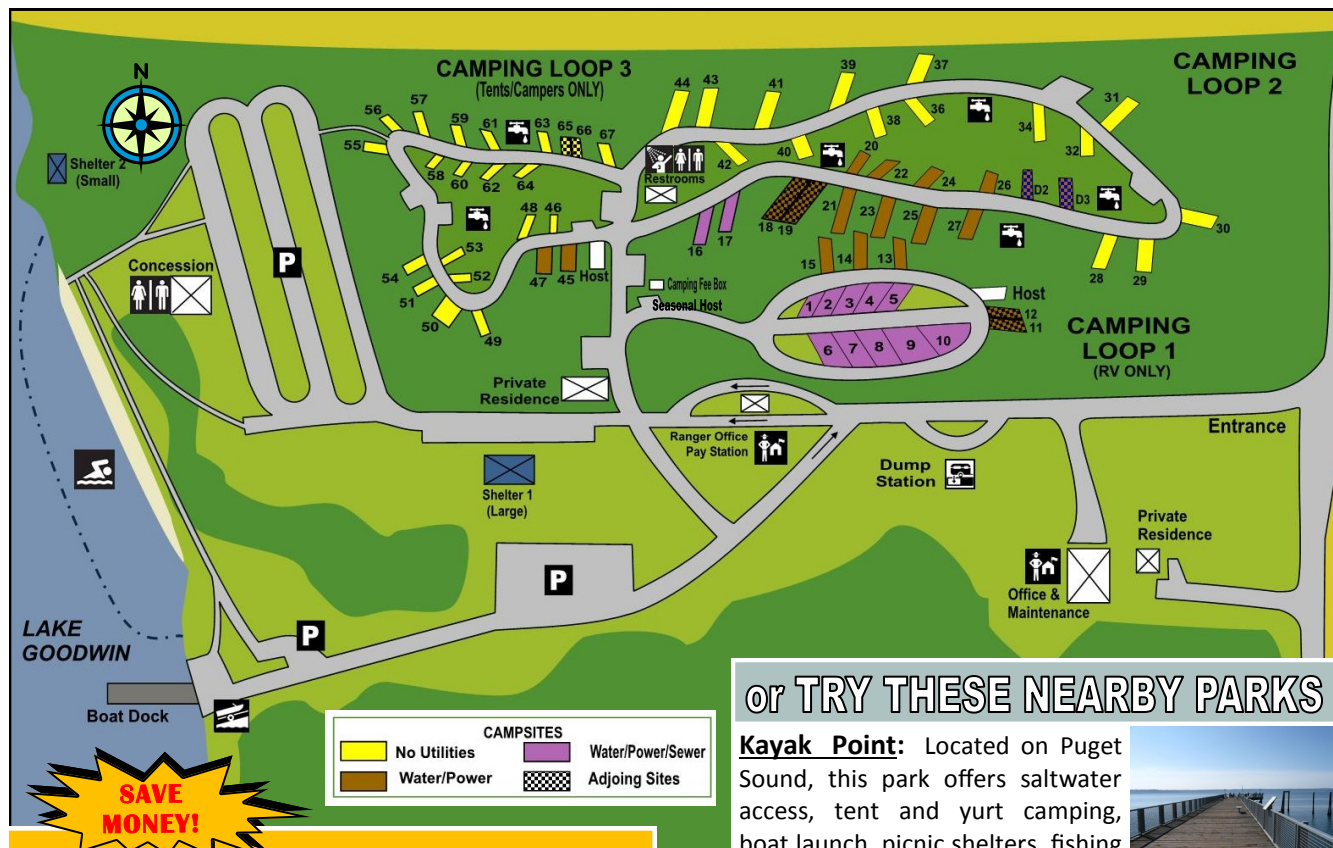 N
CAMPING LOOP 3
(Tents/Campers ONLY)
CAMPING
LOOP 2
56
57
59
61
63
65
66
67
55
58
60
62
64
44
43
41
39
37
42
40
38
36
34
32
31
30
Shelter 2
(Small)
Restrooms
20
22
24
26
D2
D3
16
17
18
19
21
23
25
27
28
29
48
46
53
54
52
51
50
49
47
45
Host
Concession
P
Camping Fee Box
Seasonal Host
15
14
13
1
2
3
4
5
6
7
8
9
10
Host
12
11
CAMPING
LOOP 1
(RV ONLY)
Private
Residence
Ranger Office
Pay Station
Entrance
Shelter 1
(Large)
Dump
Station
Private
Residence
P
Office &
Maintenance
P
LAKE
GOODWIN
Boat Dock
CAMPSITES
No Utilities
Water/Power/Sewer
Water/Power
Adjoing Sites
SAVE
MONEY!
or TRY THESE NEARBY PARKS
Kayak Point: Located on Puget
Sound, this park offers saltwater
access, tent and yurt camping,
boat launch, picnic shelters, fishing